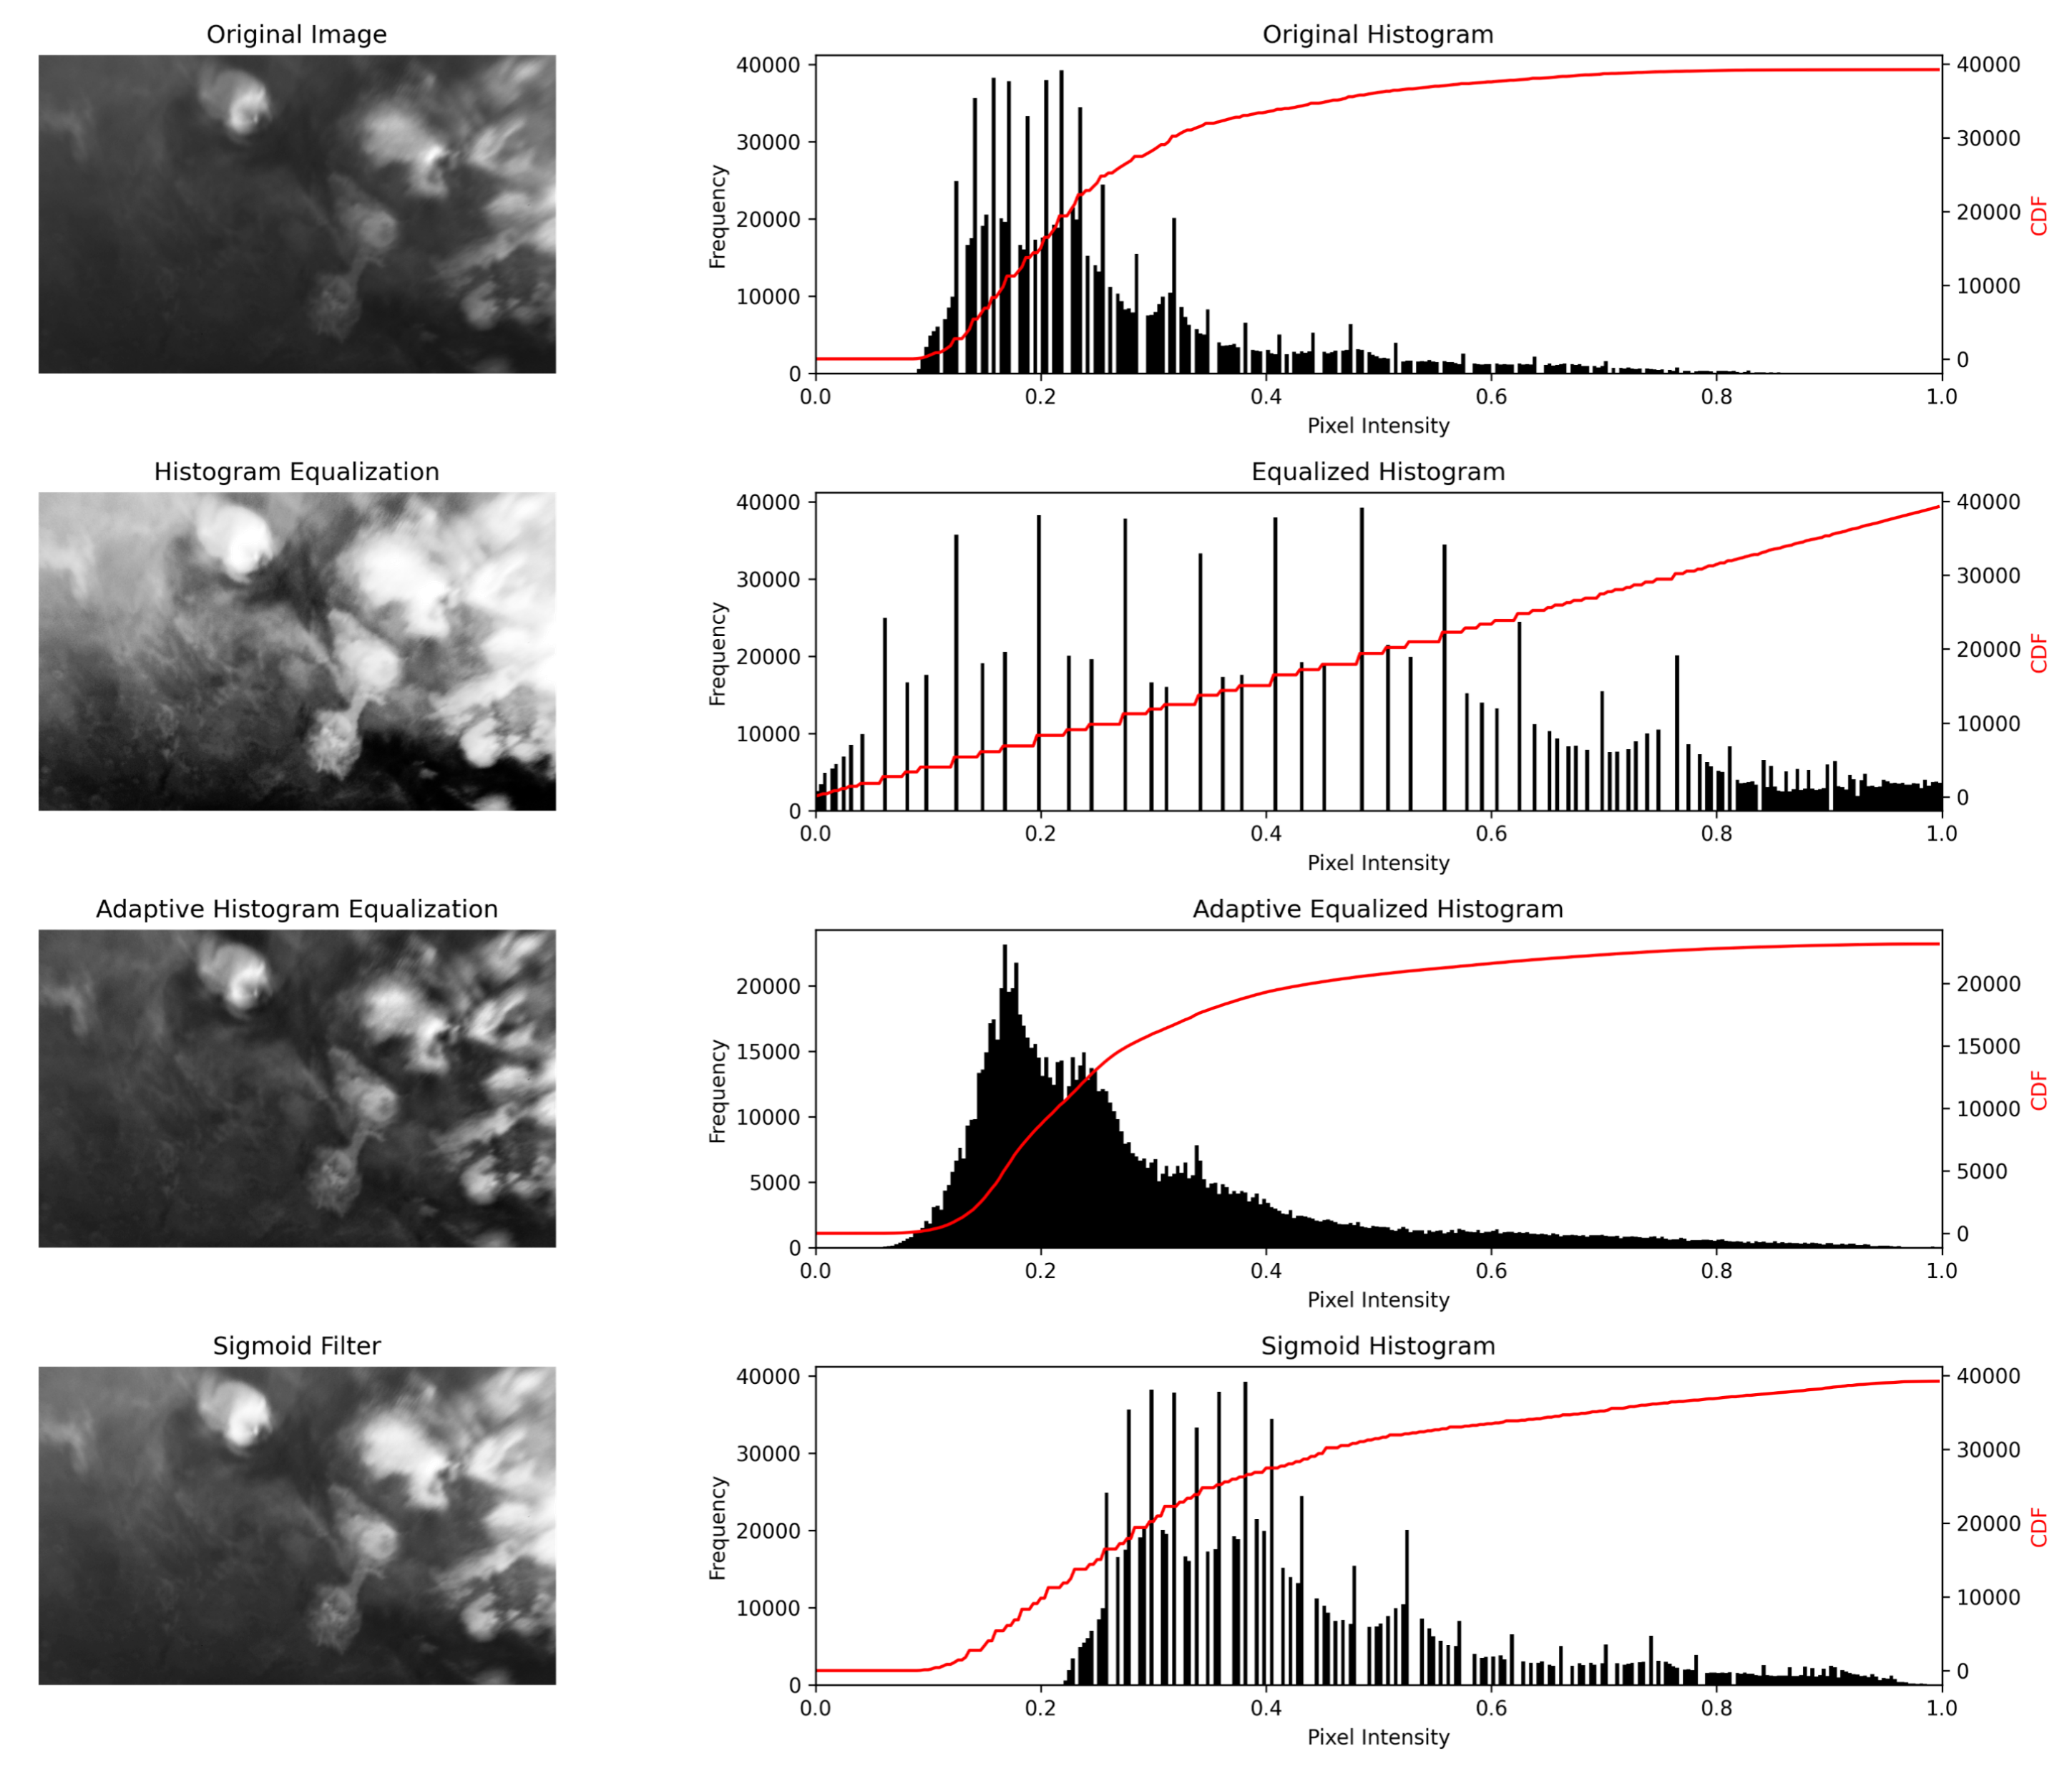 Original Image
Original Histogram
40000
30000
20000
10000
0
Frequency
40000
30000
20000
10000
0
CDF
0.0 0.2 0.4 0.6 0.8 1.0
Pixel Intensity
Histogram Equalization
Equalized Histogram
40000
30000
20000
10000
0
Frequency
40000
30000
20000
10000
0
CDF
0.0 0.2 0.4 0.6 0.8 1.0
Pixel Intensity
Adaptive Histogram Equalization
Adaptive Equalized Histogram
20000
15000
10000
5000
0
Frequency
20000
15000
10000
5000
0
CDF
0.0 0.2 0.4 0.6 0.8 1.0
Pixel Intensity
Sigmoid Filter
Sigmoid Histogram
40000
30000
20000
10000
0
Frequency
40000
30000
20000
10000
0
CDF
0.0 0.2 0.4 0.6 0.8 1.0
Pixel Intensity